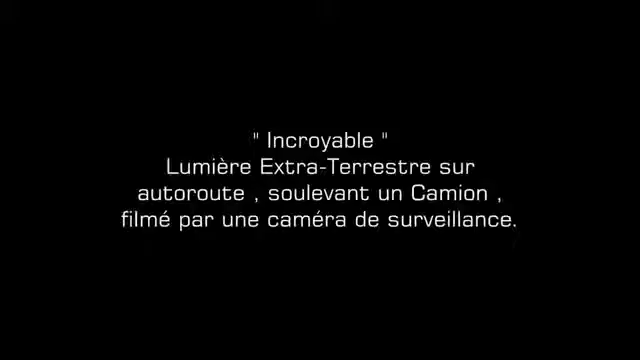 " Incroyable "
Lumière Extra-Terrestre sur
autoroute , soulevant un Camion ,
filmé par une caméra de surveillance.